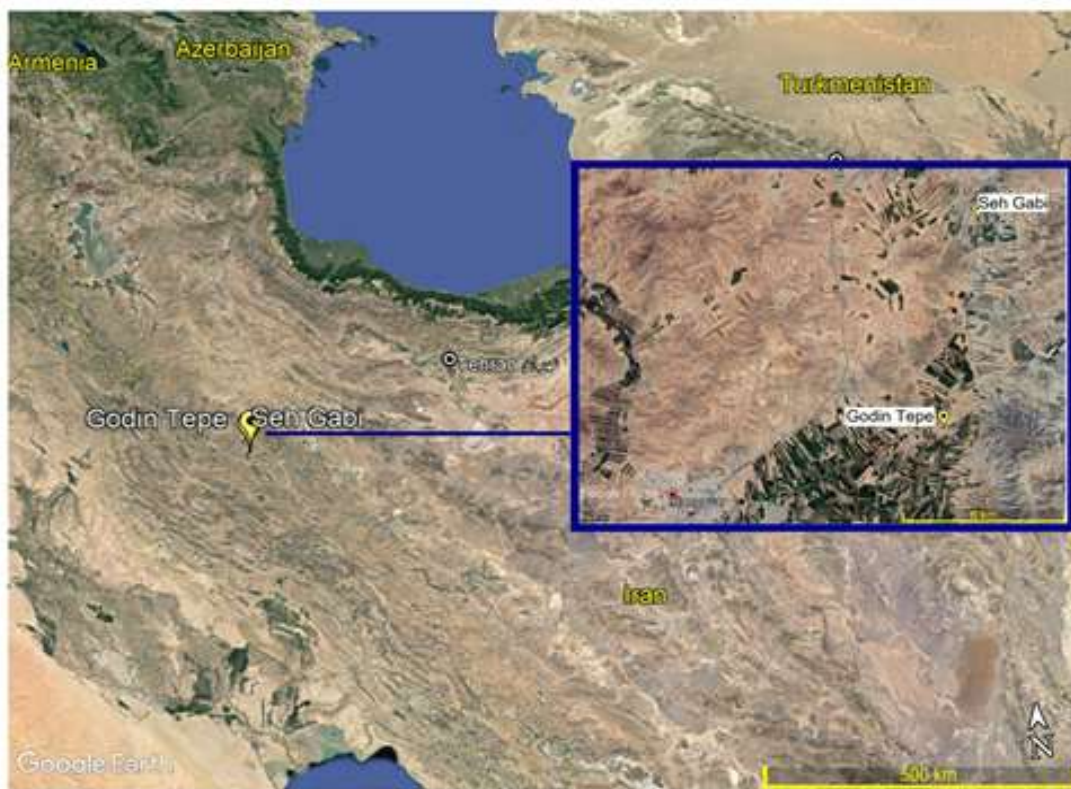 Armenia
Azerbaijan
Turkmenistan
Seh Gabi
Tehran
Godin Tepe
Seh Gabi
Godin Tepe
Iran
N
Google Earth
500 km